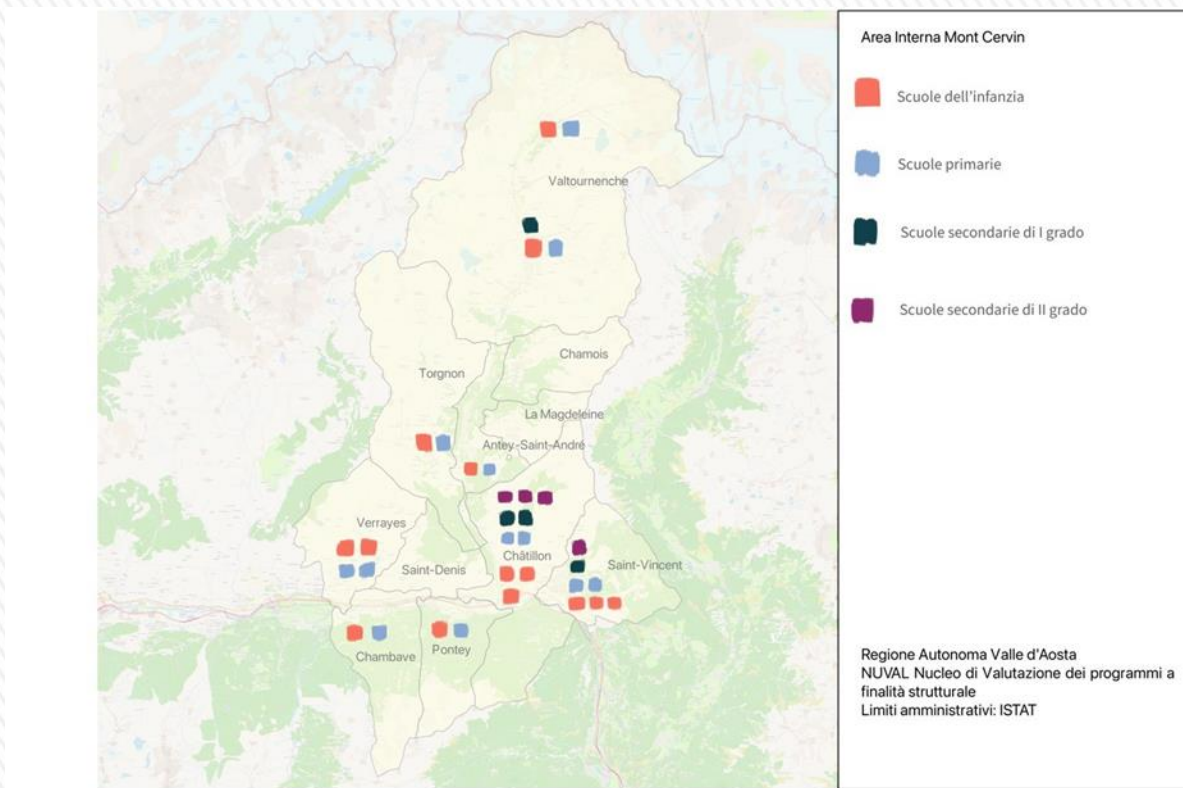 Area Interna Mont Cervin
Scuole dell'infanzia
Scuole primarie
Scuole secondarie di I grado
Scuole secondarie di II grado
Valtournenche
Chamois
Torgnon
La Magdeleine
Antey-Saint-André
Verrayes
Châtillon
Saint-Denis
Saint-Vincent
Chambave
Pontey
Regione Autonoma Valle d'Aosta
NUVAL Nucleo di Valutazione dei programmi a
finalità strutturale
Limiti amministrativi: ISTAT